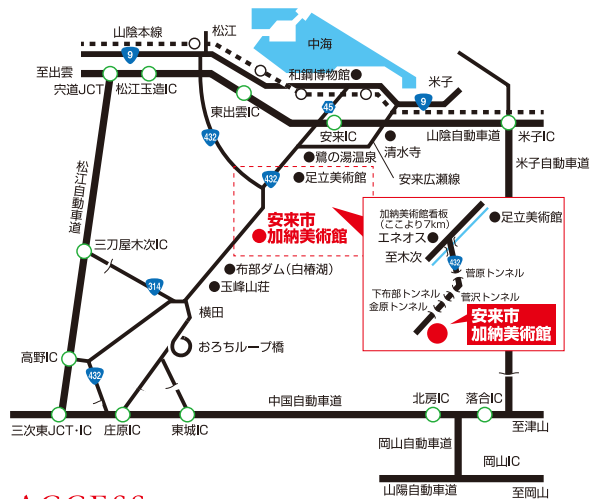 山陰本線
松江
中海
9
至出雲
和鋼博物館
米子
宍道JCT
松江玉造IC
東出雲IC
45
9
安来IC
山陰自動車道
米子IC
432
清水寺
米子自動車道
鷺の湯温泉
安来広瀬線
432
足立美術館
松江自動車道
安来市
加納美術館
加納美術館看板
(ここより7km)
足立美術館
エネオス
至木次
432
菅原トンネル
下布部トンネル
菅沢トンネル
金原トンネル
安来市
加納美術館
三刀屋木次IC
布部ダム(白椿湖)
玉峰山荘
314
横田
おろちループ橋
高野IC
432
中国自動車道
北房IC
落合IC
三次東JCT・IC
庄原IC
東城IC
至津山
岡山自動車道
岡山IC
山陽自動車道
至岡山
ACCESS